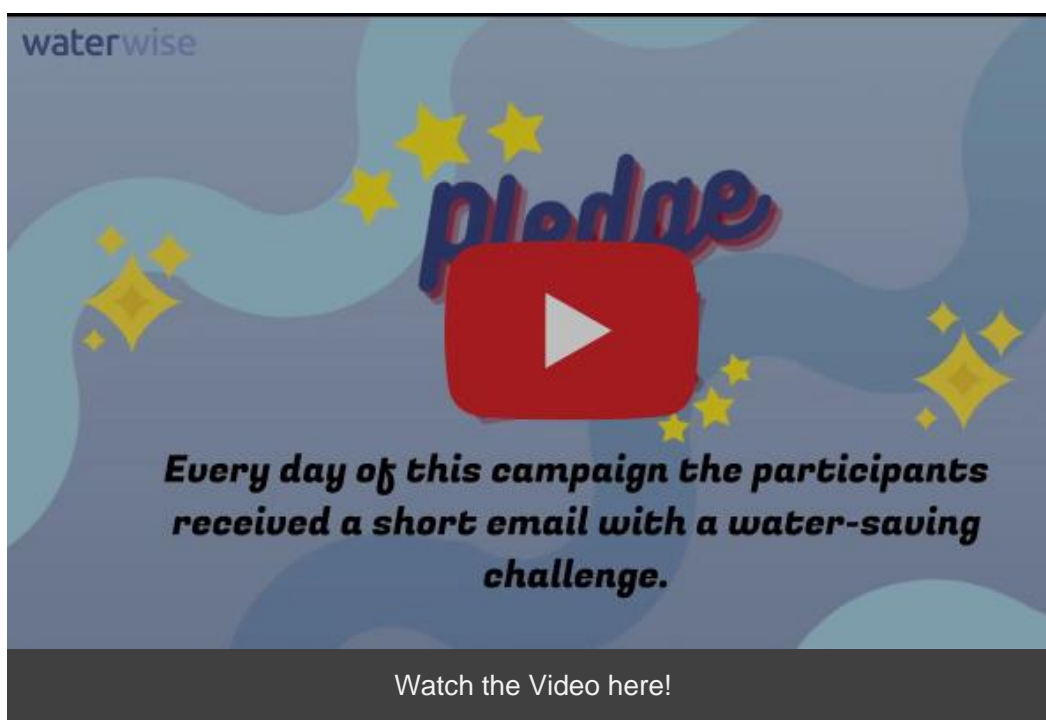 waterwise
Pledge
Every day of this campaign the participants
received a short email with a water-saving
challenge.
Watch the Video here!